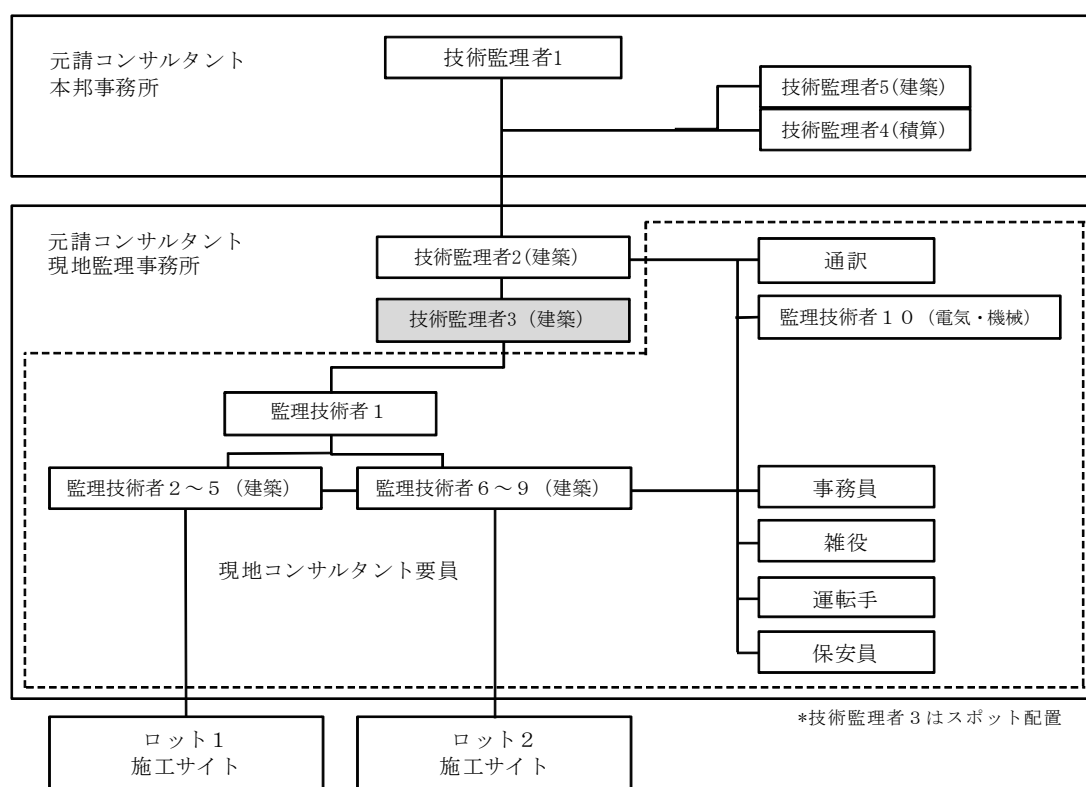 元請コンサルタント
本邦事務所
技術監理者1
技術監理者5(建築)
技術監理者4(積算)
元請コンサルタント
現地監理事務所
技術監理者2(建築)
通訳
技術監理者3（建築）
監理技術者１０（電気・機械）
監理技術者１
監理技術者２～５（建築）
監理技術者６～９（建築）
事務員
雑役
現地コンサルタント要員
運転手
保安員
*技術監理者３はスポット配置
ロット１
施工サイト
ロット２
施工サイト